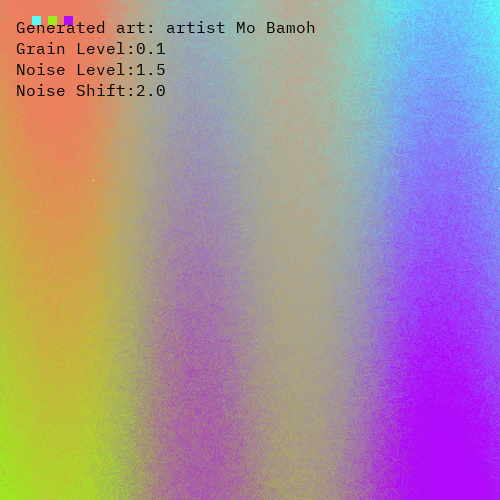 Generated art: artist Mo Bamoh
Grain Level:0.1
Noise Level:1.5
Noise Shift:2.0